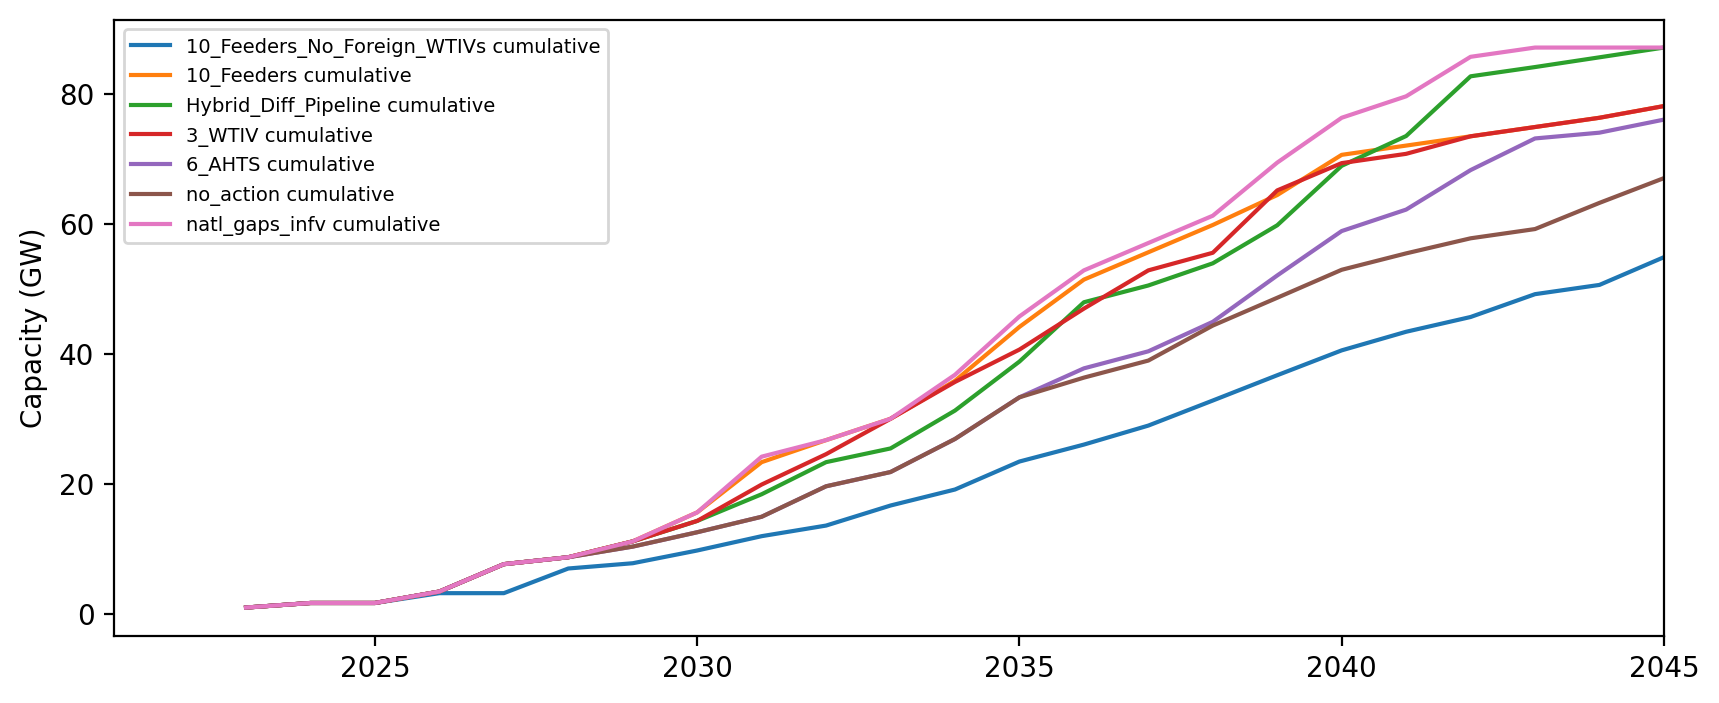 10_Feeders_No_Foreign_WTIVs cumulative
10_Feeders cumulative
Hybrid_Diff_Pipeline cumulative
3_WTIV cumulative
6_AHTS cumulative
no_action cumulative
natl_gaps_infv cumulative
Capacity (GW)
80
60
40
20
0
2025 2030 2035 2040 2045